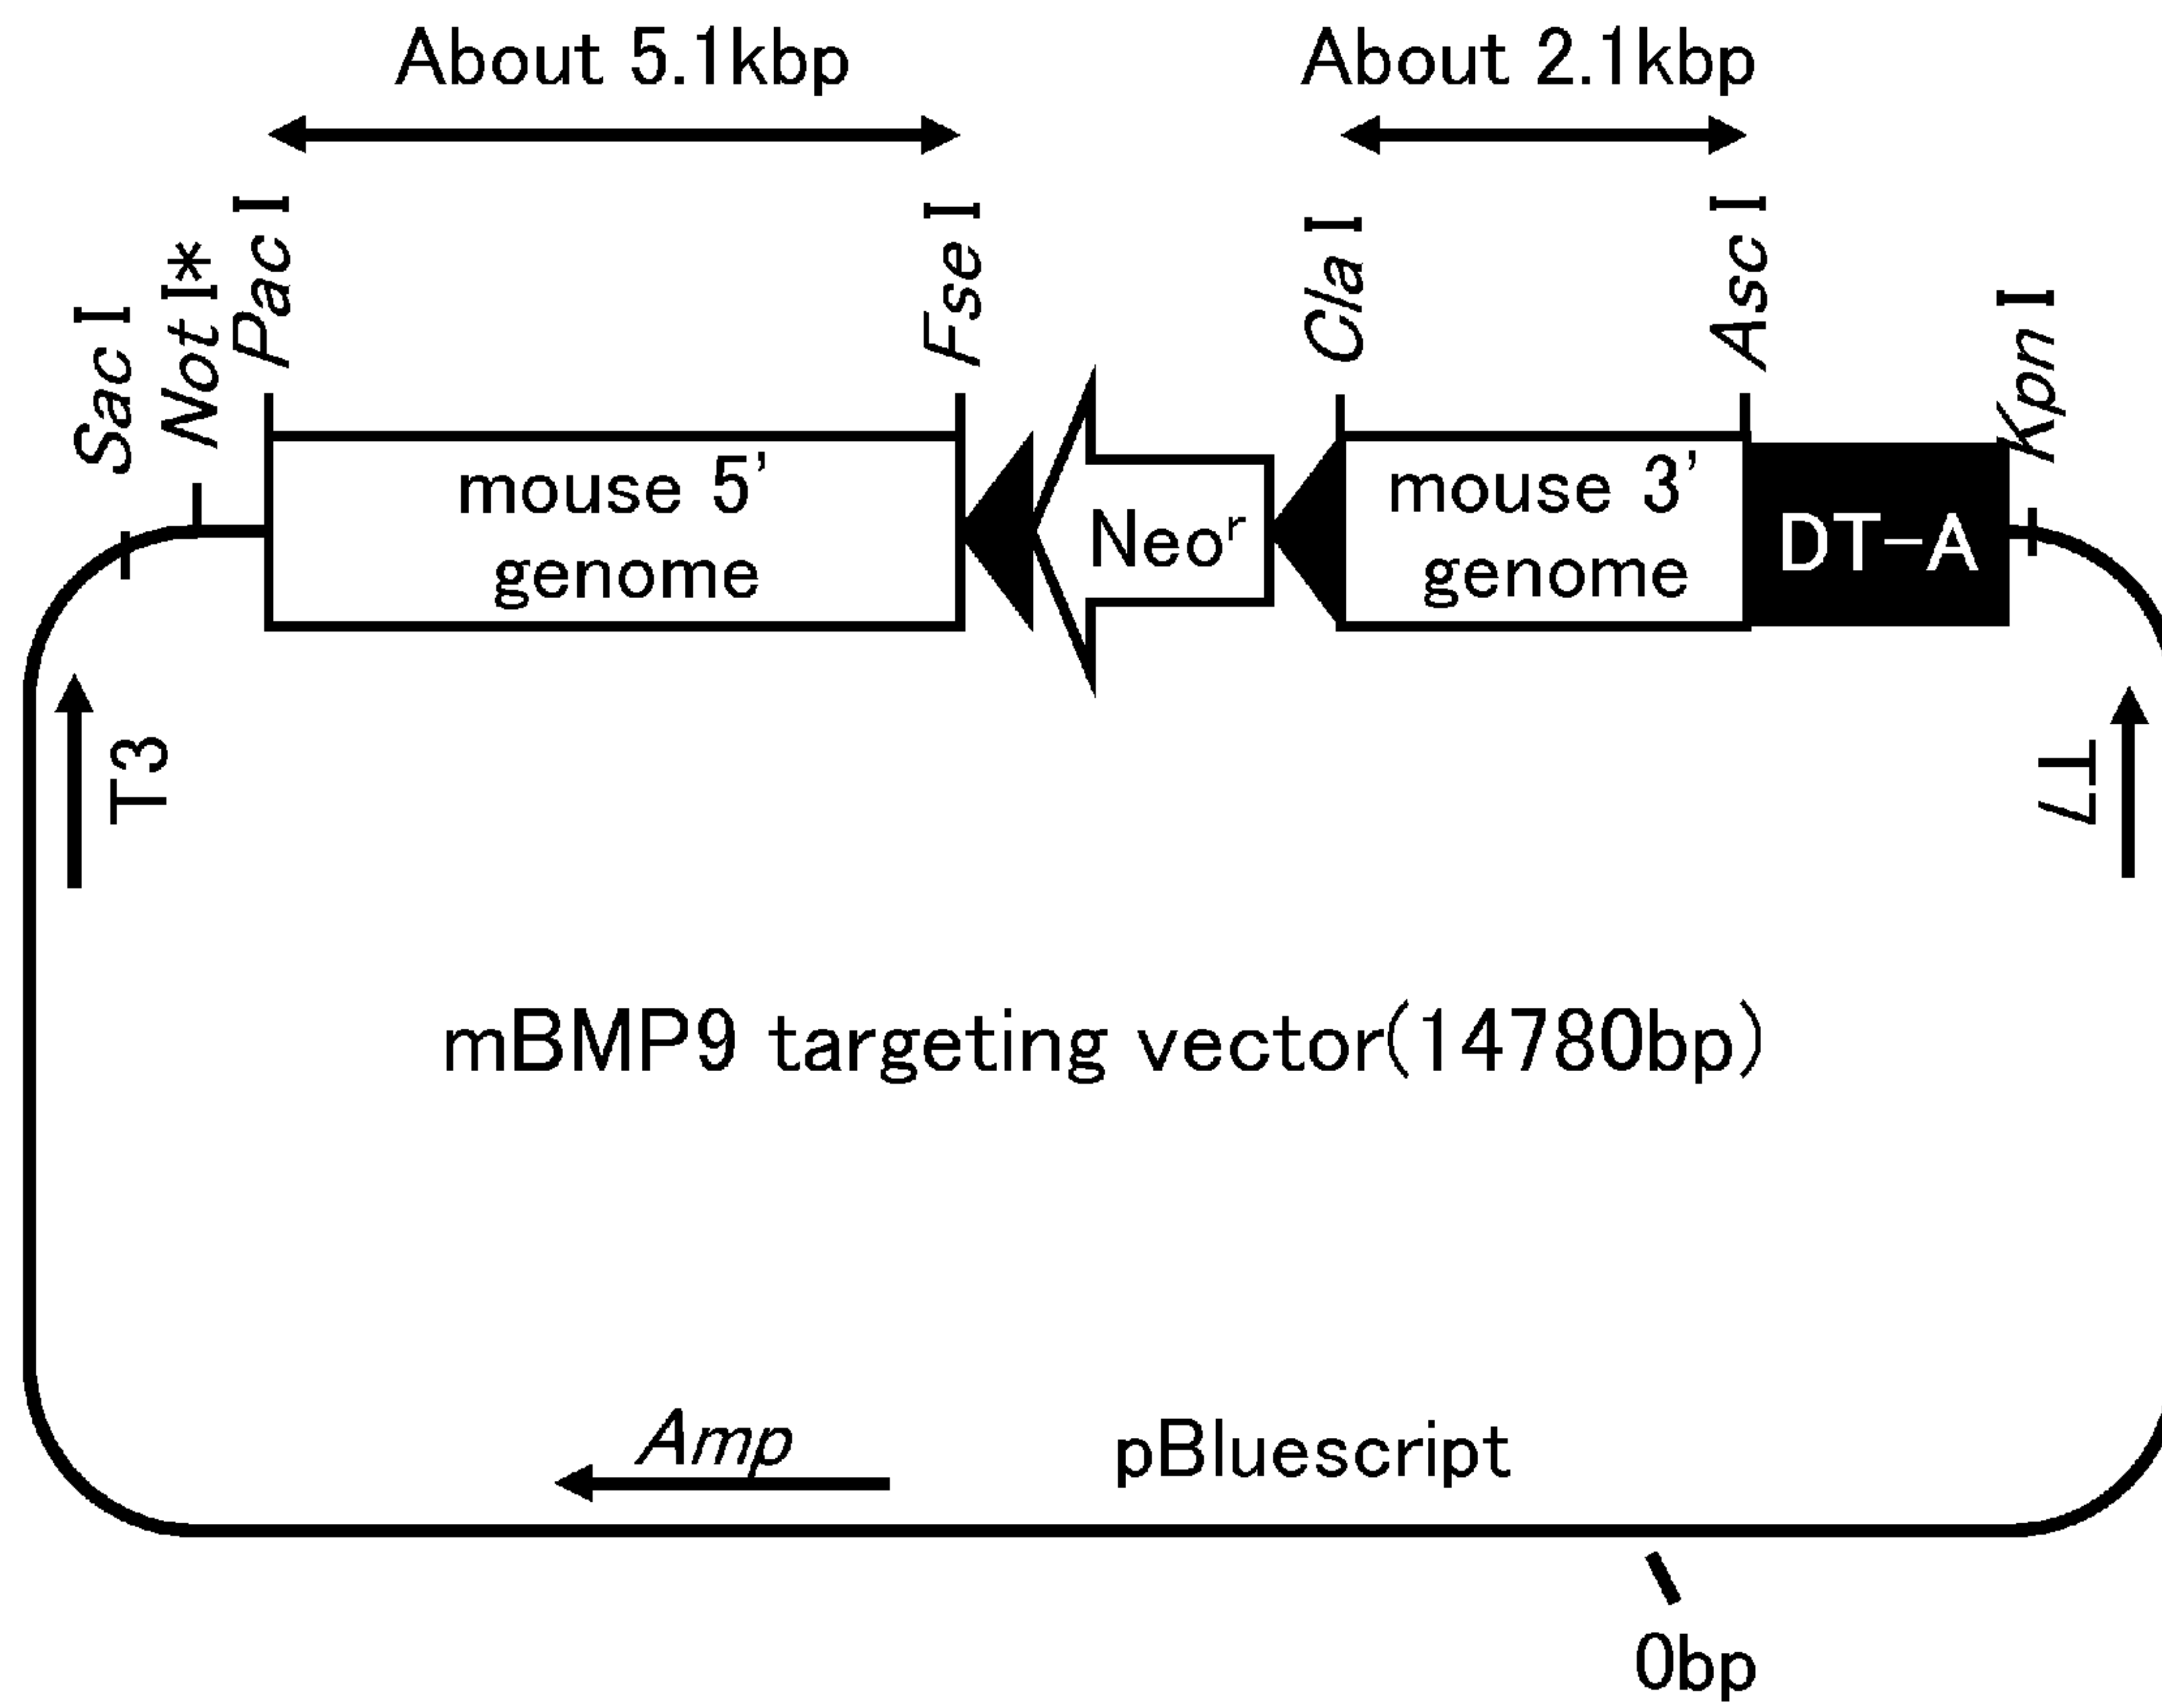 About 5.1kbp
About 2.1kbp
Sac I
Not I*
Pac I
Fse I
Cla I
Asc I
Kpn I
mouse 5'
genome
Neoʳ
mouse 3'
genome
DT-A
T3
T7
mBMP9 targeting vector(14780bp)
Amp
pBluescript
0bp